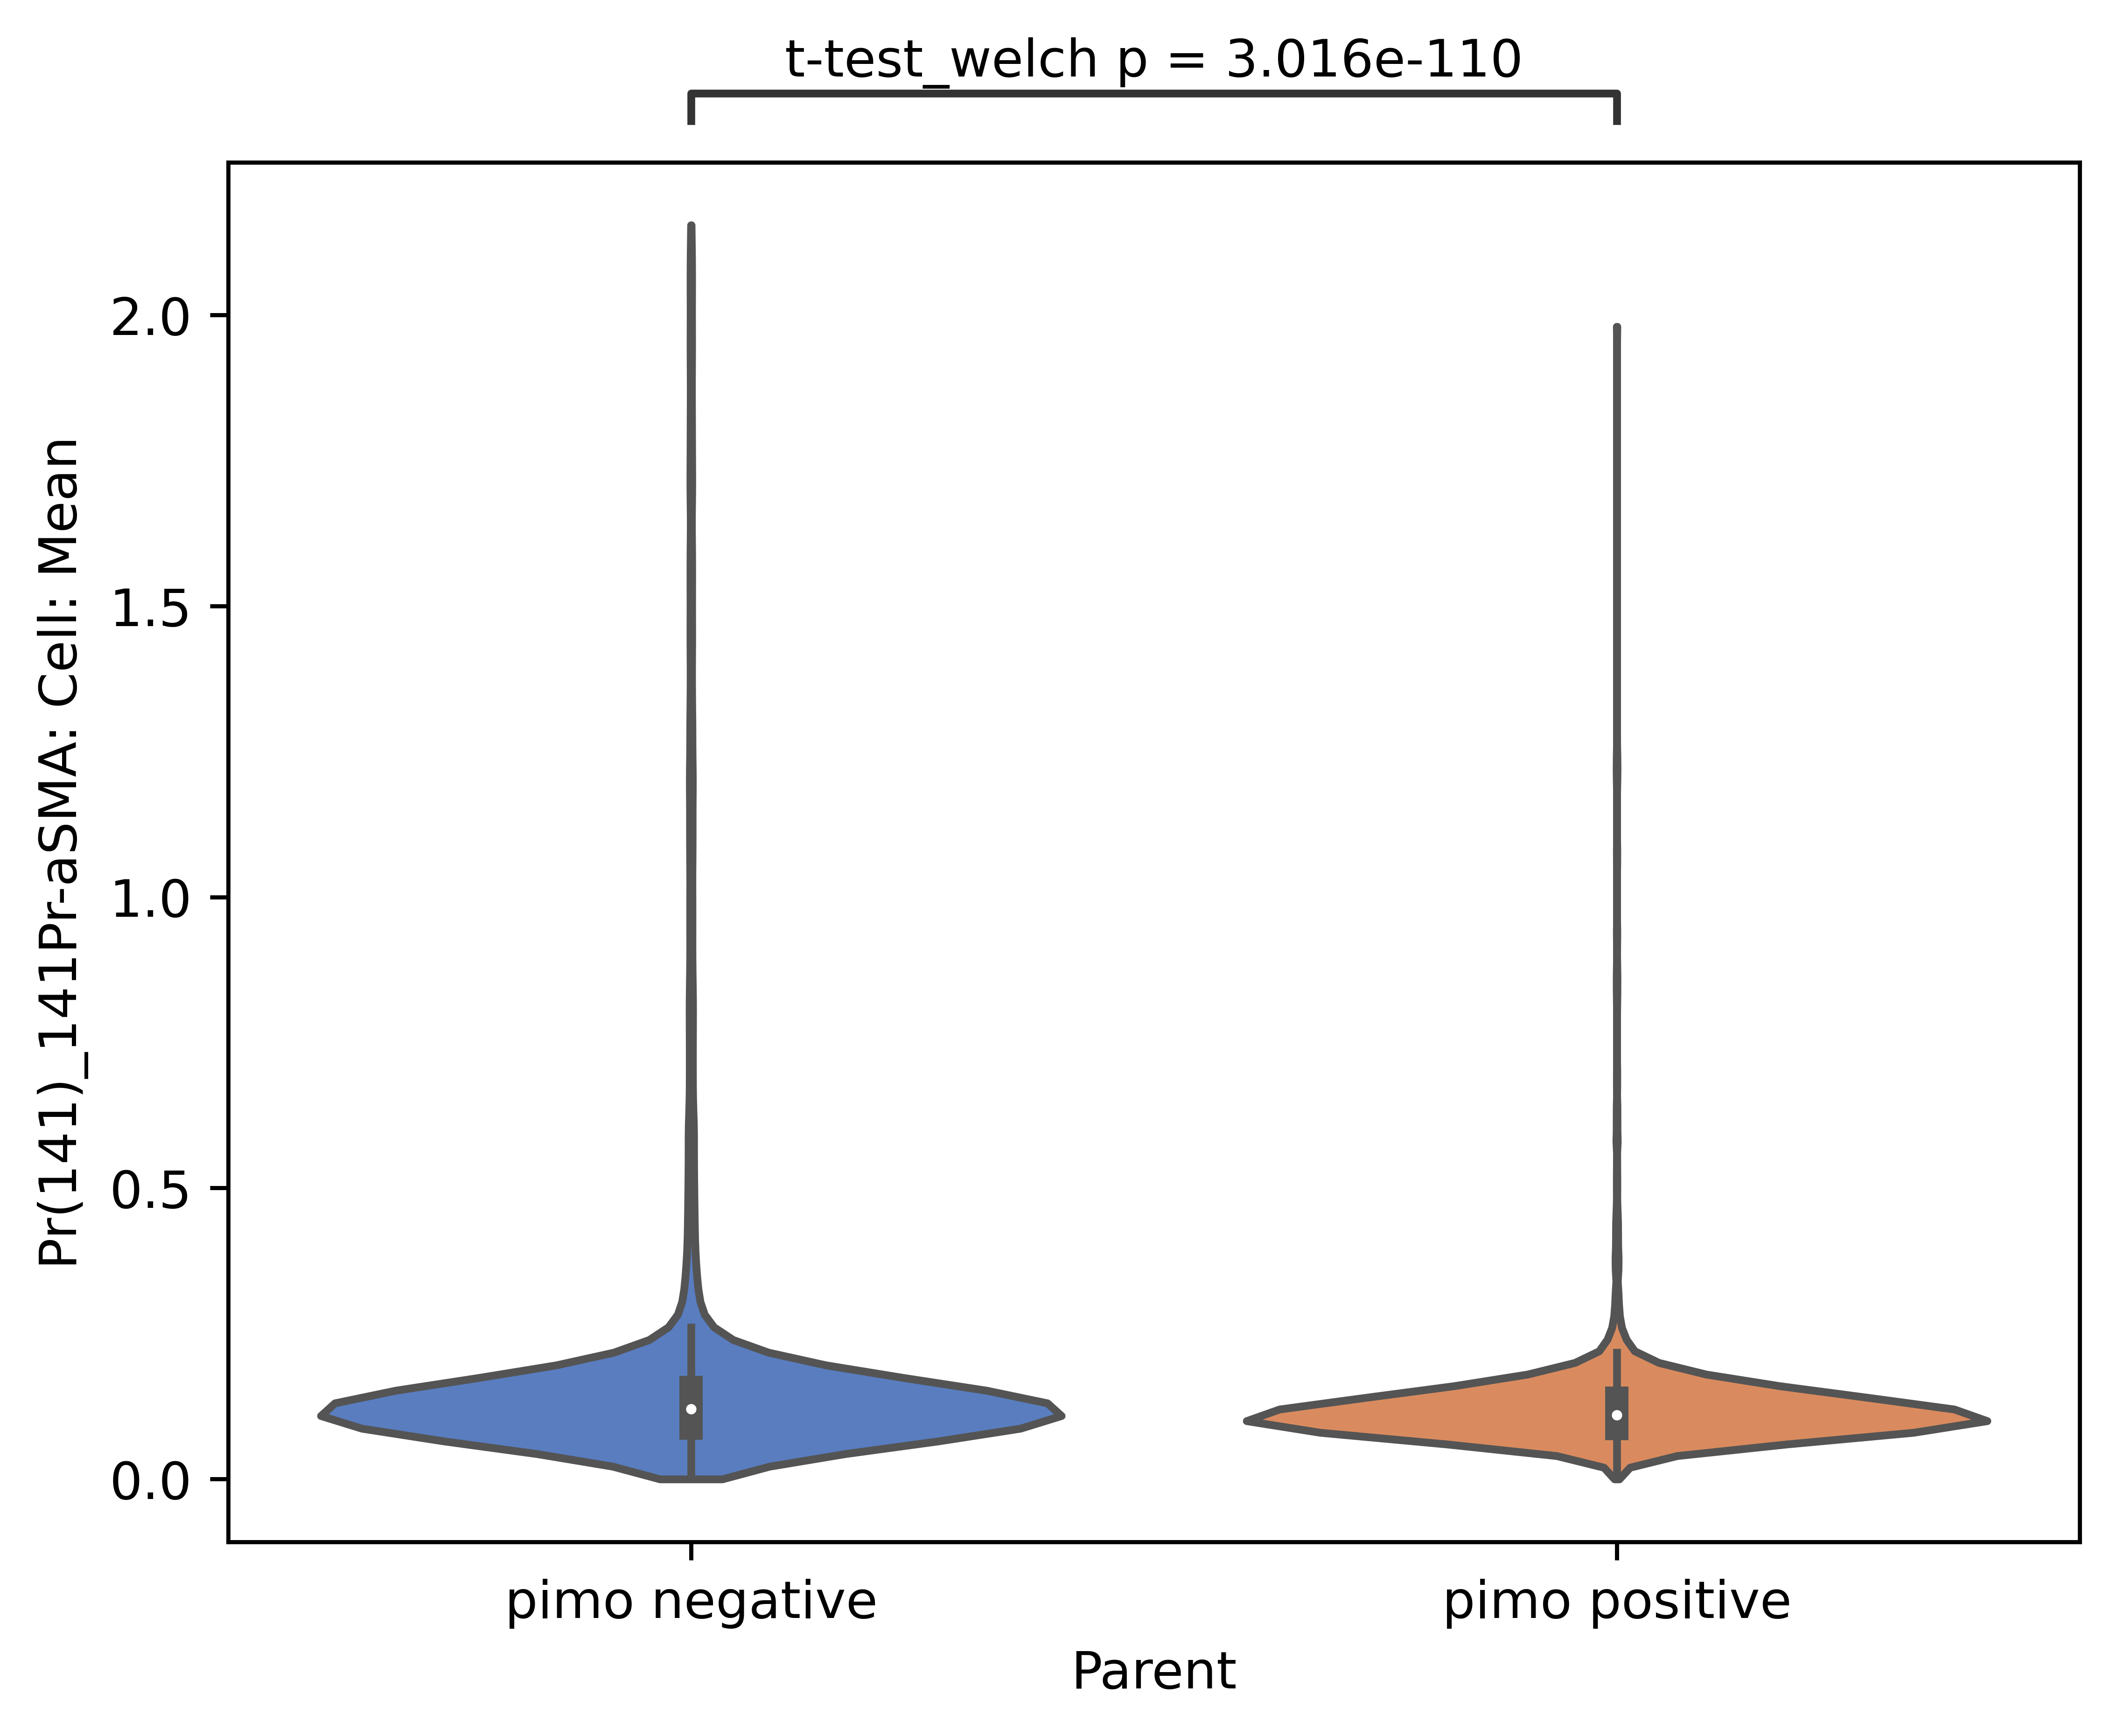 t-test_welch p = 3.016e-110
Pr(141)_141Pr-aSMA: Cell: Mean
2.0
1.5
1.0
0.5
0.0
pimo negative
pimo positive
Parent